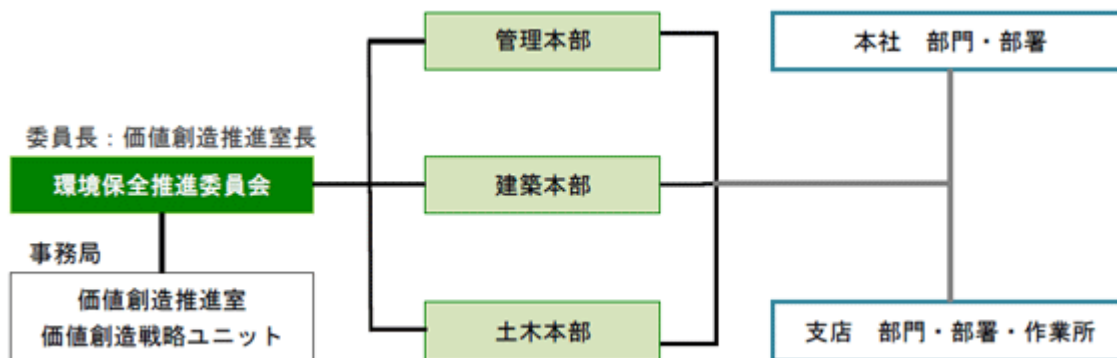 委員長：価値創造推進室長
環境保全推進委員会
事務局
価値創造推進室
価値創造戦略ユニット
管理本部
建築本部
土木本部
本社　部門・部署
支店　部門・部署・作業所